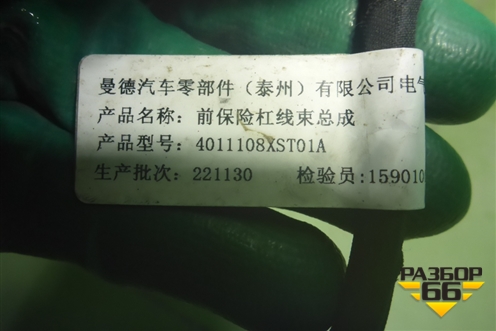 曼德汽车零部件（泰州）有限公司电气
产品名称：前保险杠线束总成
产品型号：4011108XST01A
生产批次：221130 检验员:159010
РАЗБОР
66